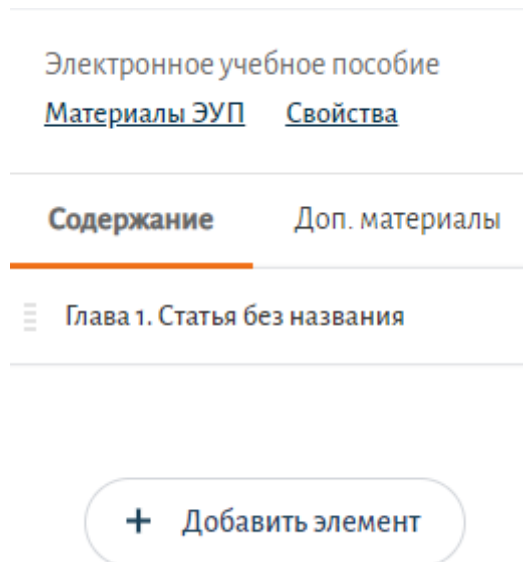 Электронное учебное пособие
Материалы ЭУП Свойства
Содержание Доп. материалы
Глава 1. Статья без названия
+ Добавить элемент